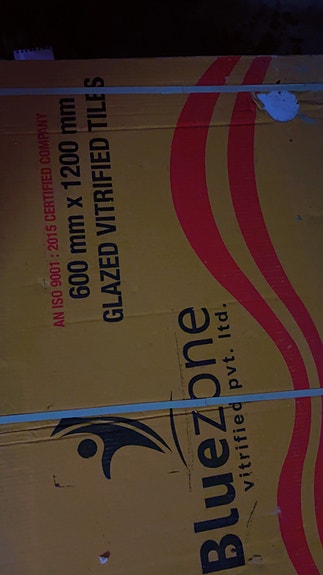 AN ISO 9001 : 2015 CERTIFIED COMPANY
600 mm x 1200 mm
GLAZED VITRIFIED TILES
Bluezone
vitrified pvt. ltd.